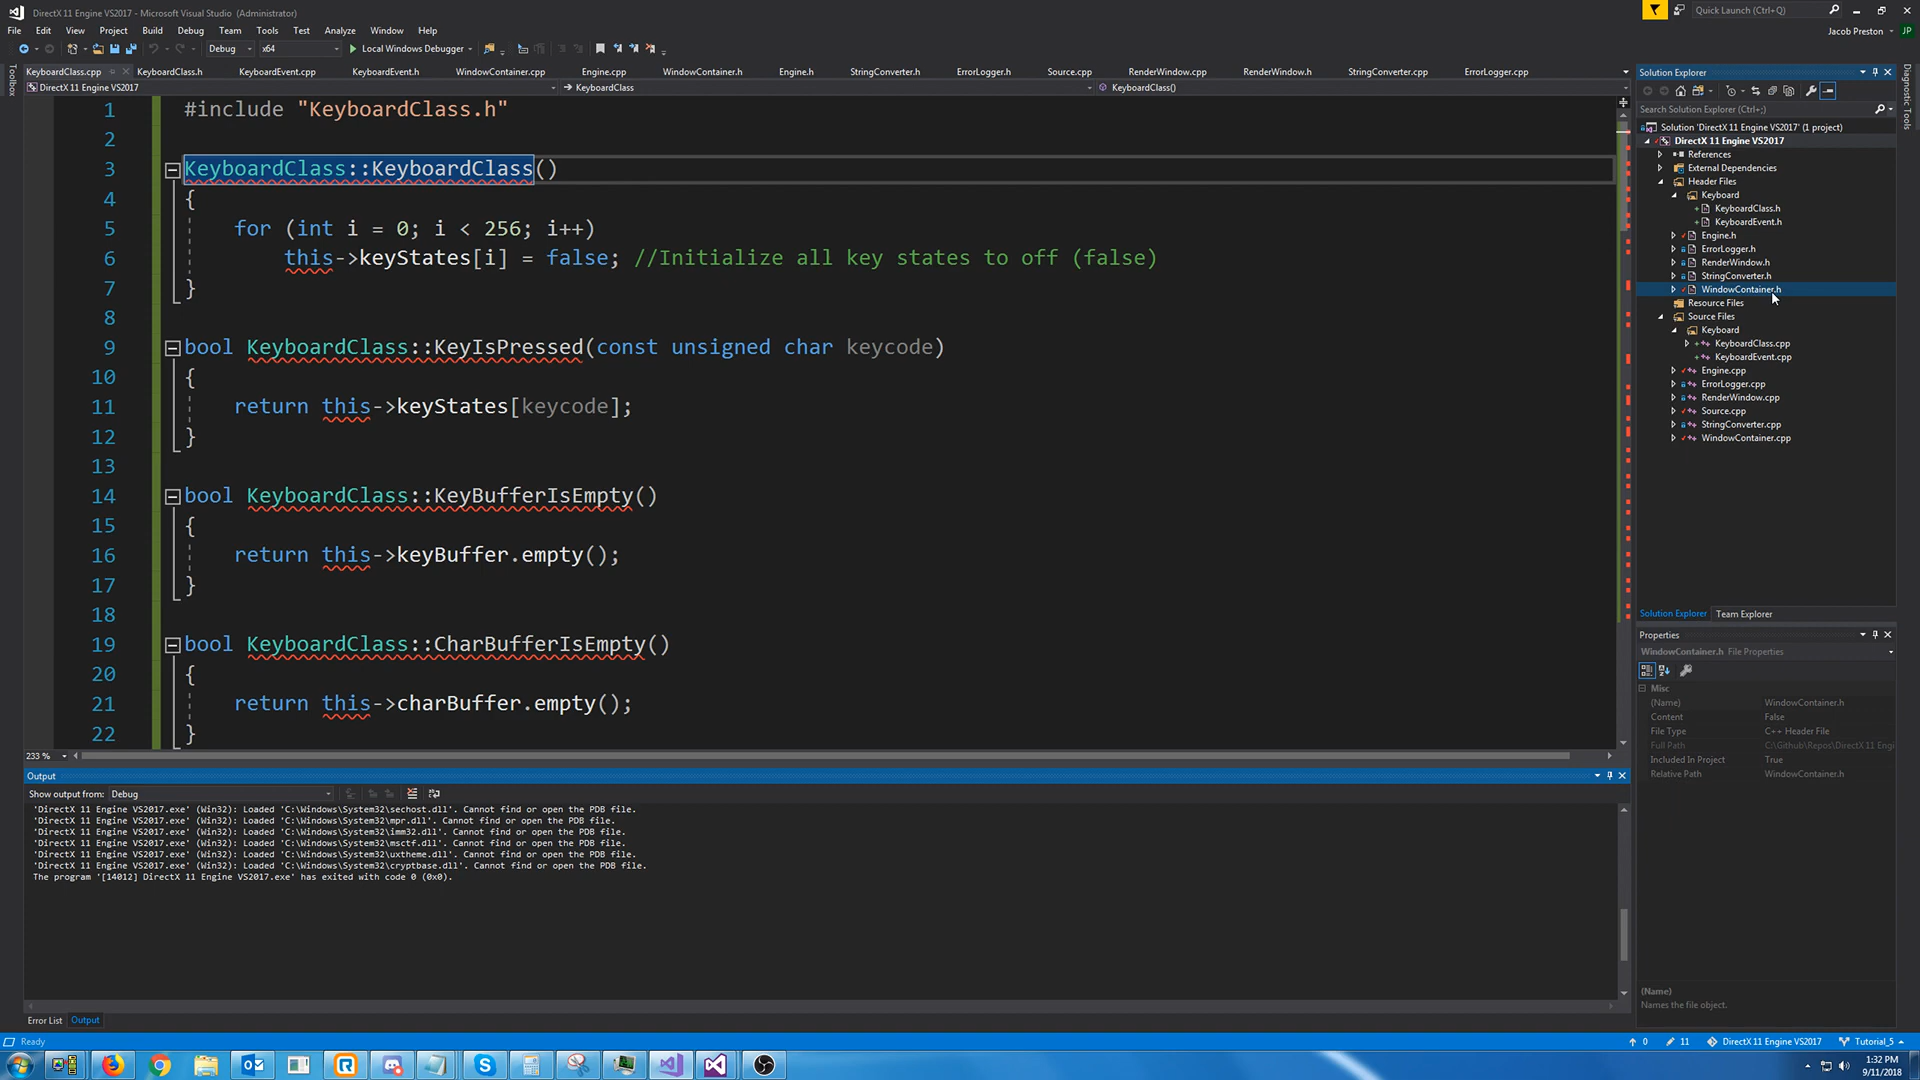 DirectX 11 Engine VS2017 - Microsoft Visual Studio (Administrator)
Quick Launch (Ctrl+Q)
File Edit View Project Build Debug Team Tools Test Analyze Window Help
Jacob Preston JP
Debug x64 Local Windows Debugger
Toolbox
KeyboardClass.cpp KeyboardClass.h KeyboardEvent.cpp KeyboardEvent.h WindowContainer.cpp Engine.cpp WindowContainer.h Engine.h StringConverter.h ErrorLogger.h Source.cpp RenderWindow.cpp RenderWindow.h StringConverter.cpp ErrorLogger.cpp
DirectX 11 Engine VS2017 KeyboardClass KeyboardClass()
1 #include "KeyboardClass.h"
2
3 KeyboardClass::KeyboardClass()
4 {
5 for (int i = 0; i < 256; i++)
6 this->keyStates[i] = false; //Initialize all key states to off (false)
7 }
8
9 bool KeyboardClass::KeyIsPressed(const unsigned char keycode)
10 {
11 return this->keyStates[keycode];
12 }
13
14 bool KeyboardClass::KeyBufferIsEmpty()
15 {
16 return this->keyBuffer.empty();
17 }
18
19 bool KeyboardClass::CharBufferIsEmpty()
20 {
21 return this->charBuffer.empty();
22 }
233 %
Solution Explorer
Search Solution Explorer (Ctrl+;)
Solution 'DirectX 11 Engine VS2017' (1 project)
DirectX 11 Engine VS2017
References
External Dependencies
Header Files
Keyboard
KeyboardClass.h
KeyboardEvent.h
Engine.h
ErrorLogger.h
RenderWindow.h
StringConverter.h
WindowContainer.h
Resource Files
Source Files
Keyboard
KeyboardClass.cpp
KeyboardEvent.cpp
Engine.cpp
ErrorLogger.cpp
RenderWindow.cpp
Source.cpp
StringConverter.cpp
WindowContainer.cpp
Solution Explorer Team Explorer
Diagnostic Tools
Properties
WindowContainer.h File Properties
Misc
(Name) WindowContainer.h
Content False
File Type C++ Header File
Full Path C:\Github\Repos\DirectX 11 Engi
Included In Project True
Relative Path WindowContainer.h
(Name)
Names the file object.
Output
Show output from: Debug
'DirectX 11 Engine VS2017.exe' (Win32): Loaded 'C:\Windows\System32\sechost.dll'. Cannot find or open the PDB file.
'DirectX 11 Engine VS2017.exe' (Win32): Loaded 'C:\Windows\System32\mpr.dll'. Cannot find or open the PDB file.
'DirectX 11 Engine VS2017.exe' (Win32): Loaded 'C:\Windows\System32\imm32.dll'. Cannot find or open the PDB file.
'DirectX 11 Engine VS2017.exe' (Win32): Loaded 'C:\Windows\System32\msctf.dll'. Cannot find or open the PDB file.
'DirectX 11 Engine VS2017.exe' (Win32): Loaded 'C:\Windows\System32\uxtheme.dll'. Cannot find or open the PDB file.
'DirectX 11 Engine VS2017.exe' (Win32): Loaded 'C:\Windows\System32\cryptbase.dll'. Cannot find or open the PDB file.
The program '[14012] DirectX 11 Engine VS2017.exe' has exited with code 0 (0x0).
Error List Output
Ready
0 11 DirectX 11 Engine VS2017 Tutorial_5
1:32 PM
9/11/2018